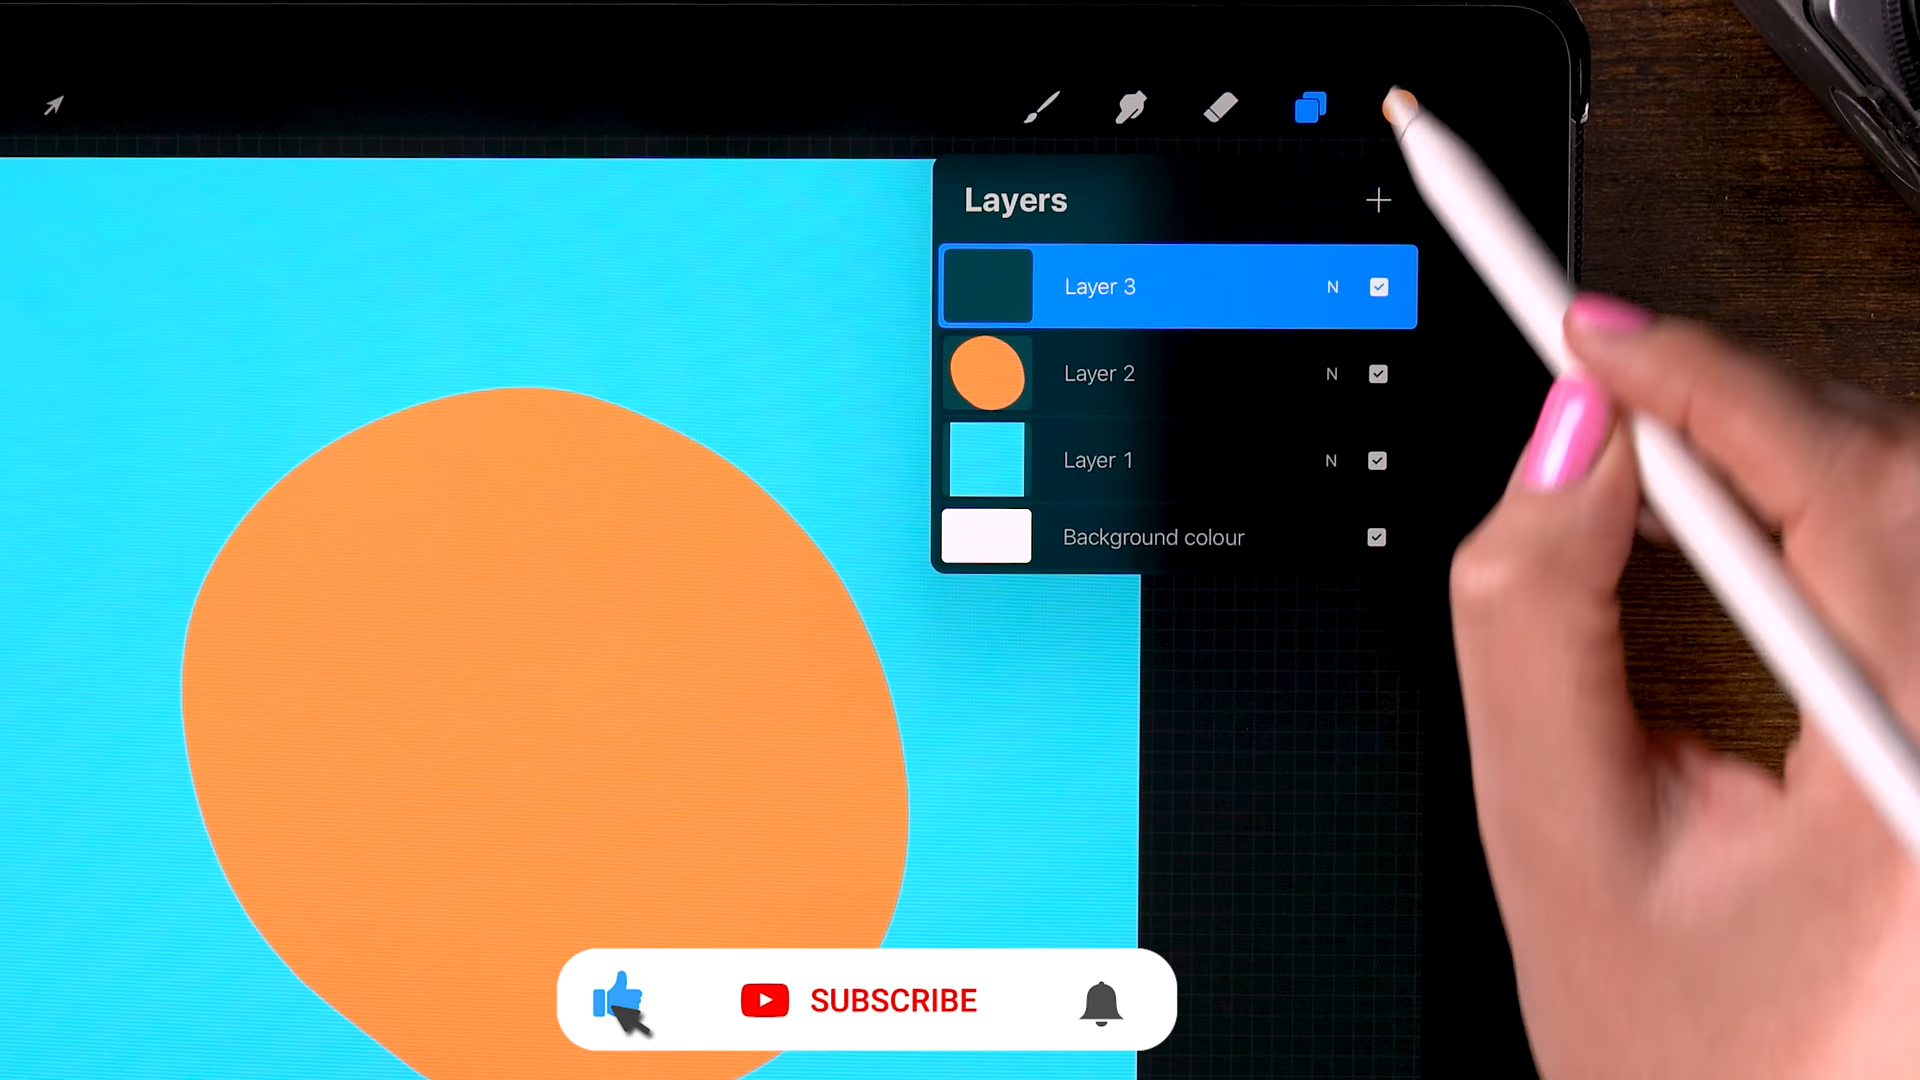 Layers
Layer 3 N
Layer 2 N
Layer 1 N
Background colour
SUBSCRIBE